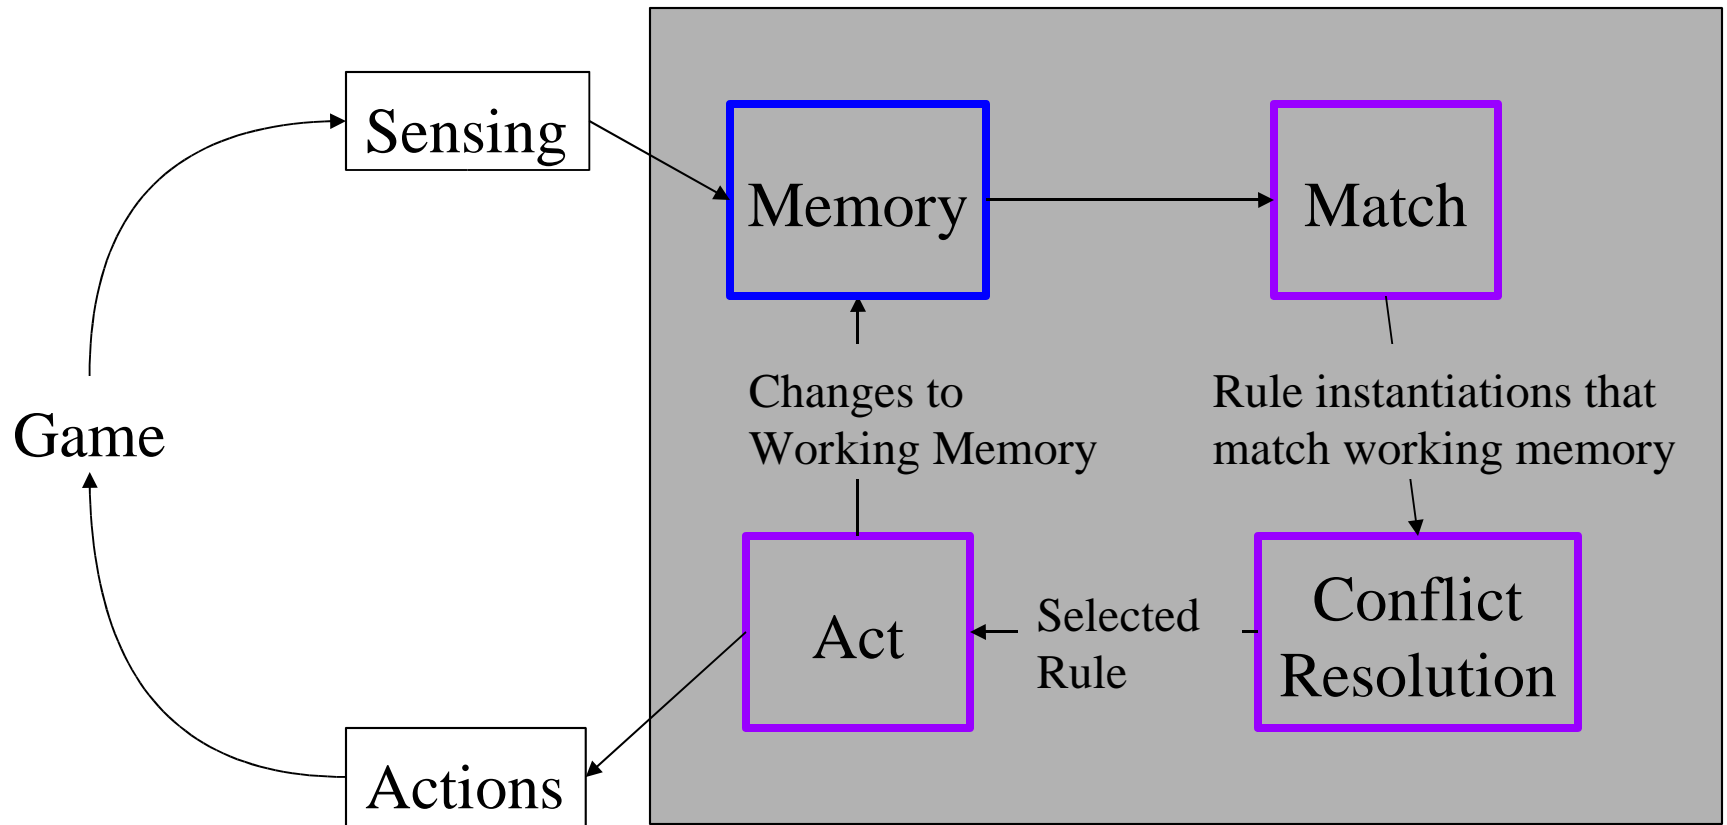 Sensing
Memory
Match
Changes to
Working Memory
Rule instantiations that
match working memory
Game
Act
Selected
Rule
Conflict
Resolution
Actions